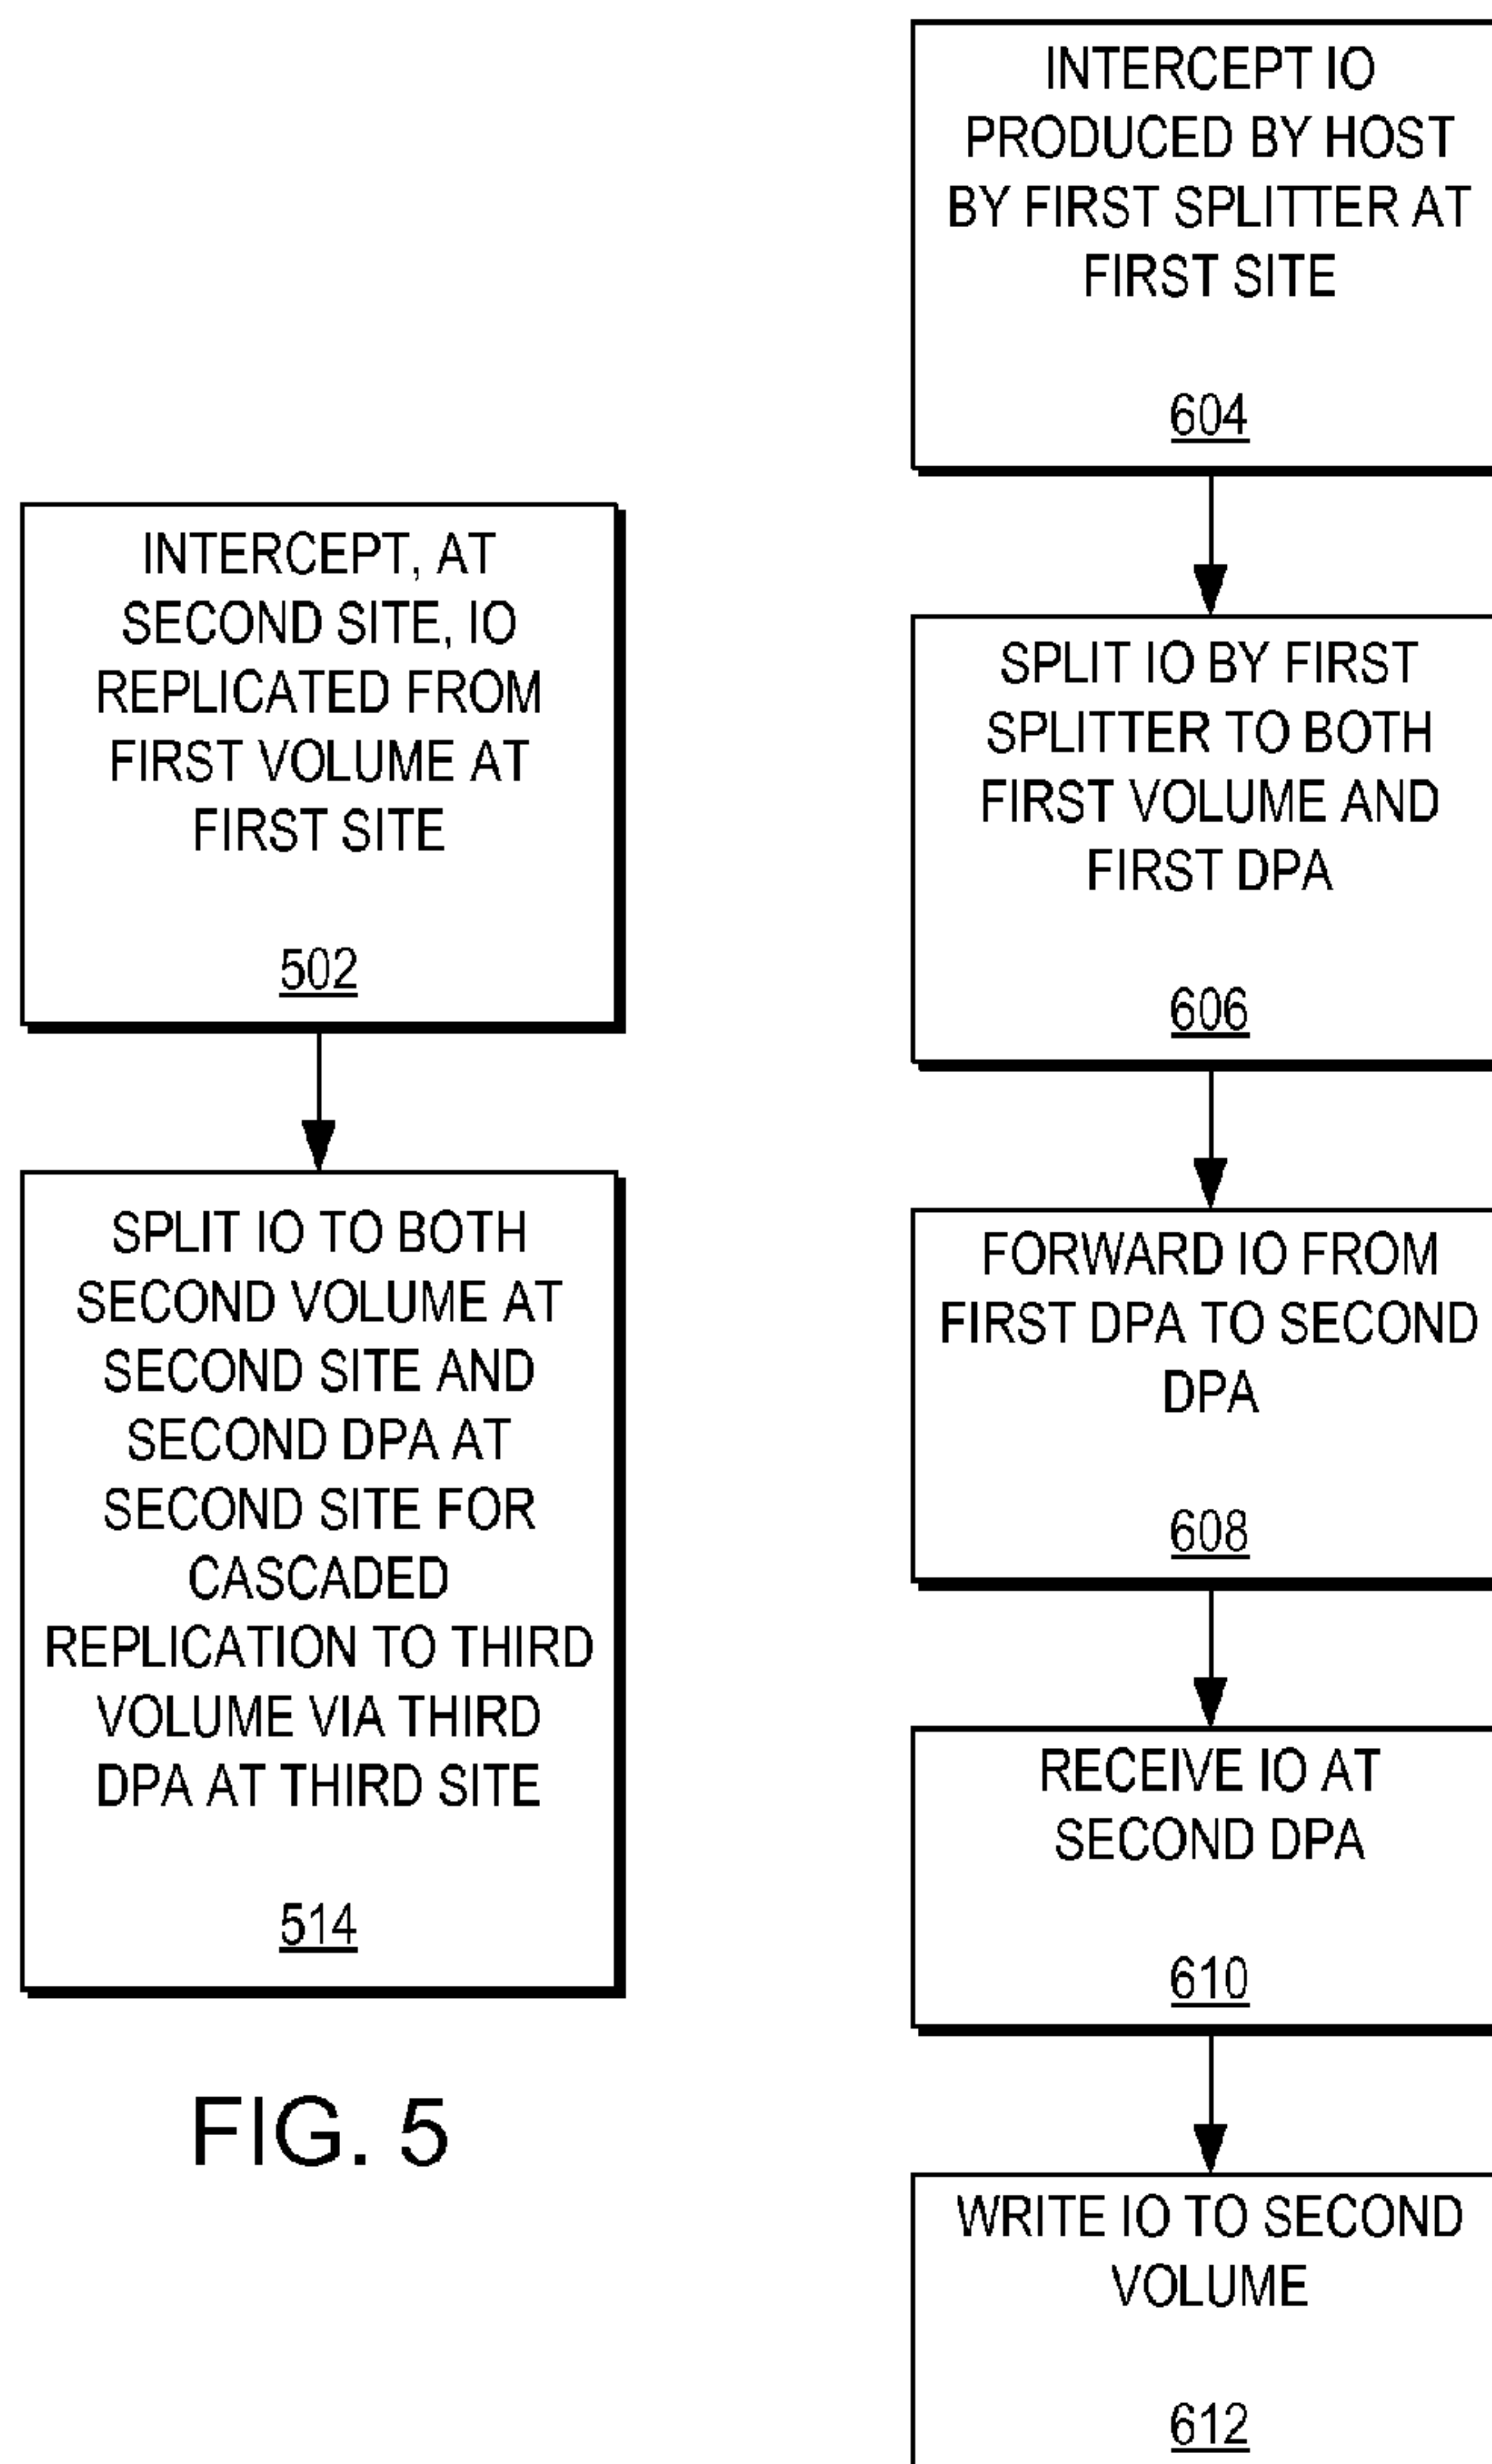 INTERCEPT, AT
SECOND SITE, IO
REPLICATED FROM
FIRST VOLUME AT
FIRST SITE
502
SPLIT IO TO BOTH
SECOND VOLUME AT
SECOND SITE AND
SECOND DPA AT
SECOND SITE FOR
CASCADED
REPLICATION TO THIRD
VOLUME VIA THIRD
DPA AT THIRD SITE
514
FIG. 5
INTERCEPT IO
PRODUCED BY HOST
BY FIRST SPLITTER AT
FIRST SITE
604
SPLIT IO BY FIRST
SPLITTER TO BOTH
FIRST VOLUME AND
FIRST DPA
606
FORWARD IO FROM
FIRST DPA TO SECOND
DPA
608
RECEIVE IO AT
SECOND DPA
610
WRITE IO TO SECOND
VOLUME
612